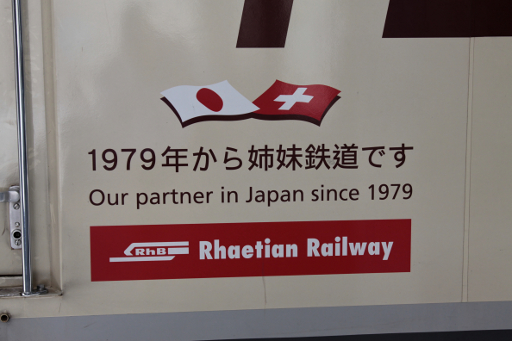 1979年から姉妹鉄道です
Our partner in Japan since 1979
RhB Rhaetian Railway